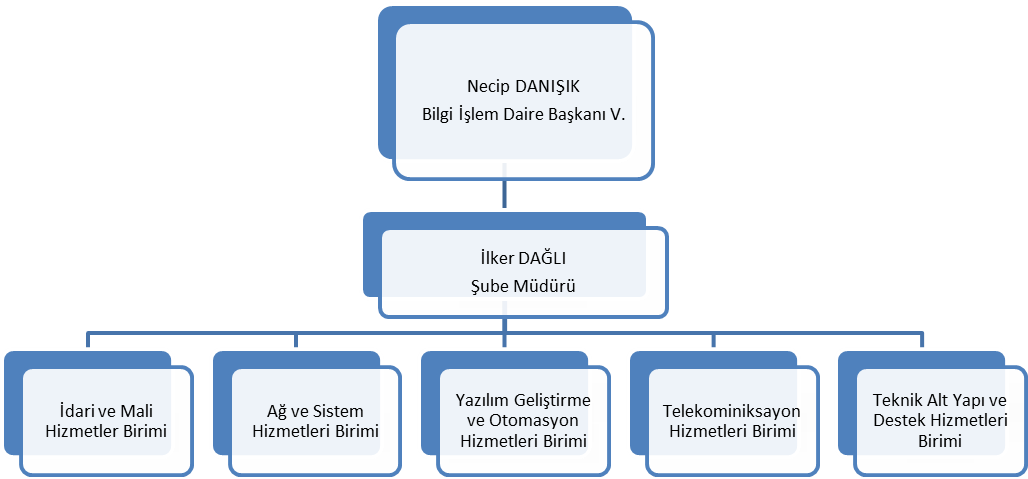 Necip DANIŞIK
Bilgi İşlem Daire Başkanı V.
İlker DAĞLI
Şube Müdürü
İdari ve Mali
Hizmetler Birimi
Ağ ve Sistem
Hizmetleri Birimi
Yazılım Geliştirme
ve Otomasyon
Hizmetleri Birimi
Telekominiksayon
Hizmetleri Birimi
Teknik Alt Yapı ve
Destek Hizmetleri
Birimi